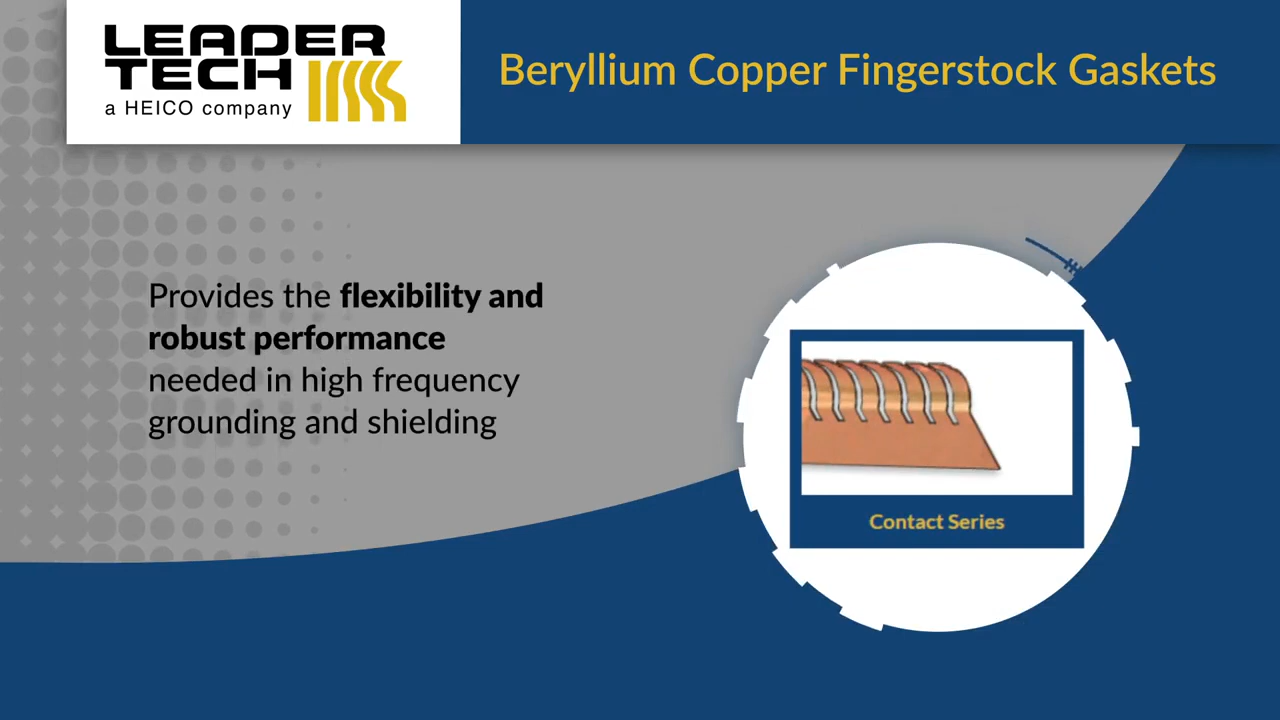 LEADER
TECH
a HEICO company
Beryllium Copper Fingerstock Gaskets
Provides the flexibility and
robust performance
needed in high frequency
grounding and shielding
Contact Series